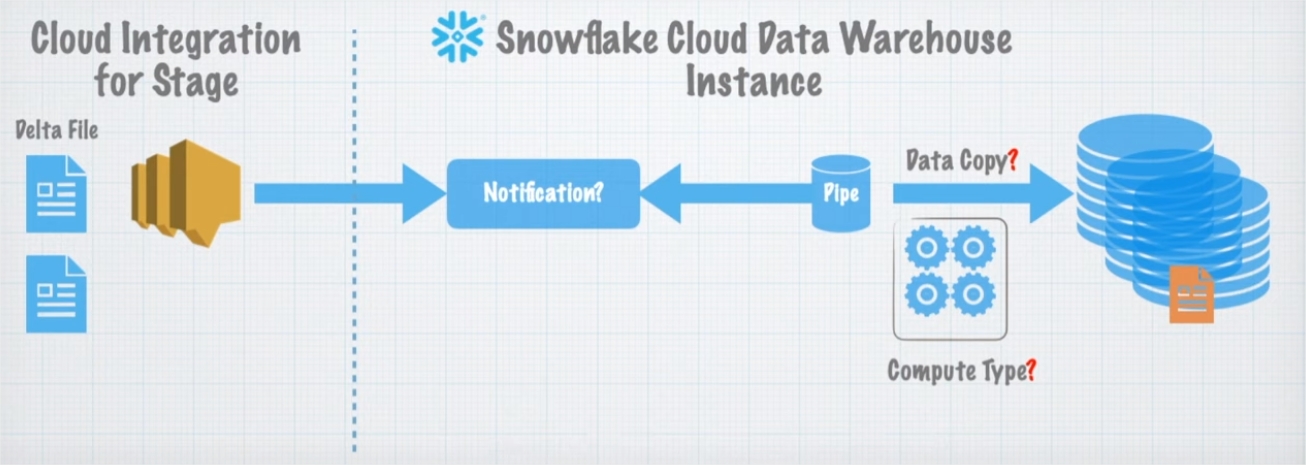 Cloud Integration
for Stage
Snowflake Cloud Data Warehouse
Instance
Delta File
Notification?
Pipe
Data Copy?
Compute Type?